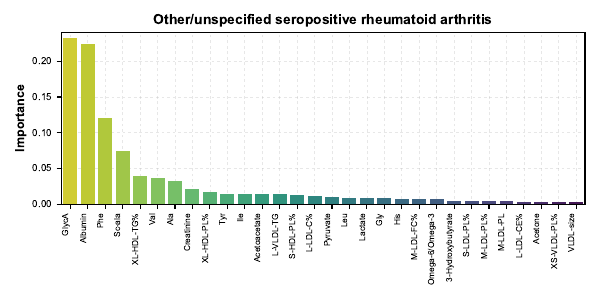 Other/unspecified seropositive rheumatoid arthritis
Importance
0.20
0.15
0.10
0.05
0.00
GlycA
Albumin
Phe
XL-HDL-TG%
Val
Ala
Creatinine
XL-HDL-PL%
Tyr
Ile
Acetoacetate
L-VLDL-TG
S-HDL-PL%
L-LDL-C%
Pyruvate
Leu
Lactate
Gly
His
M-LDL-FC%
Omega-6/Omega-3
3-Hydroxybutyrate
S-LDL-PL%
M-LDL-PL%
M-LDL-PL
L-LDL-CE%
Acetone
XS-VLDL-PL%
VLDL-size